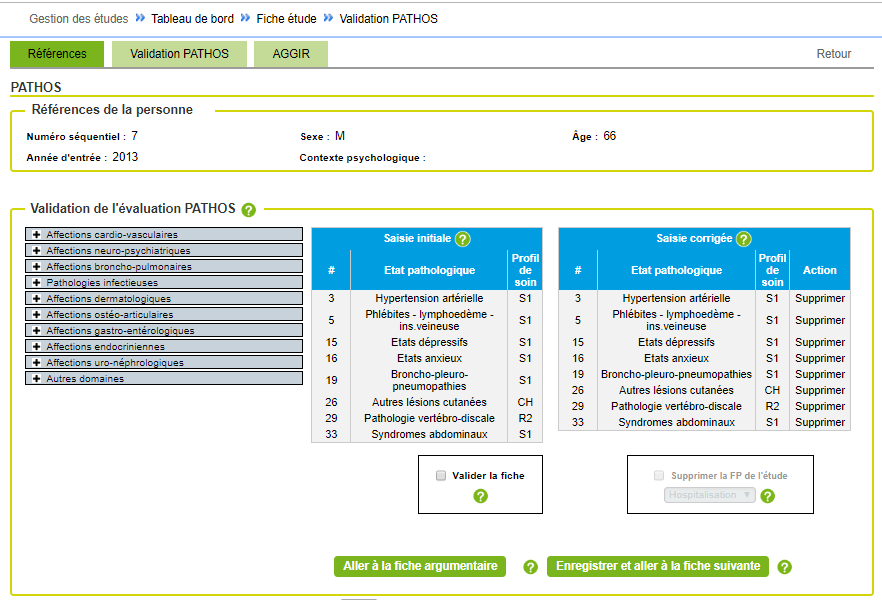 Gestion des études » Tableau de bord » Fiche étude » Validation PATHOS
Références Validation PATHOS AGGIR Retour
PATHOS
Références de la personne
Numéro séquentiel : 7 Sexe : M Âge : 66
Année d'entrée : 2013 Contexte psychologique :
Validation de l'évaluation PATHOS ?
+ Affections cardio-vasculaires
+ Affections neuro-psychiatriques
+ Affections broncho-pulmonaires
+ Pathologies infectieuses
+ Affections dermatologiques
+ Affections ostéo-articulaires
+ Affections gastro-entérologiques
+ Affections endocriniennes
+ Affections uro-néphrologiques
+ Autres domaines
Saisie initiale ?
# Etat pathologique Profil de soin
3 Hypertension artérielle S1
5 Phlébites - lymphoedème - ins.veineuse S1
15 Etats dépressifs S1
16 Etats anxieux S1
19 Broncho-pleuro-pneumopathies S1
26 Autres lésions cutanées CH
29 Pathologie vertébro-discale R2
33 Syndromes abdominaux S1
Saisie corrigée ?
# Etat pathologique Profil de soin Action
3 Hypertension artérielle S1 Supprimer
5 Phlébites - lymphoedème - ins.veineuse S1 Supprimer
15 Etats dépressifs S1 Supprimer
16 Etats anxieux S1 Supprimer
19 Broncho-pleuro-pneumopathies S1 Supprimer
26 Autres lésions cutanées CH Supprimer
29 Pathologie vertébro-discale R2 Supprimer
33 Syndromes abdominaux S1 Supprimer
Valider la fiche
?
Supprimer la FP de l'étude
Hospitalisation ▼ ?
Aller à la fiche argumentaire ? Enregistrer et aller à la fiche suivante ?